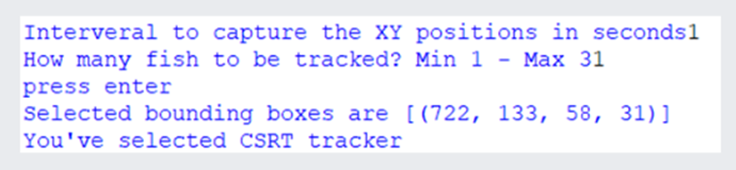 Interveral to capture the XY positions in seconds1
How many fish to be tracked? Min 1 - Max 31
press enter
Selected bounding boxes are [(722, 133, 58, 31)]
You've selected CSRT tracker